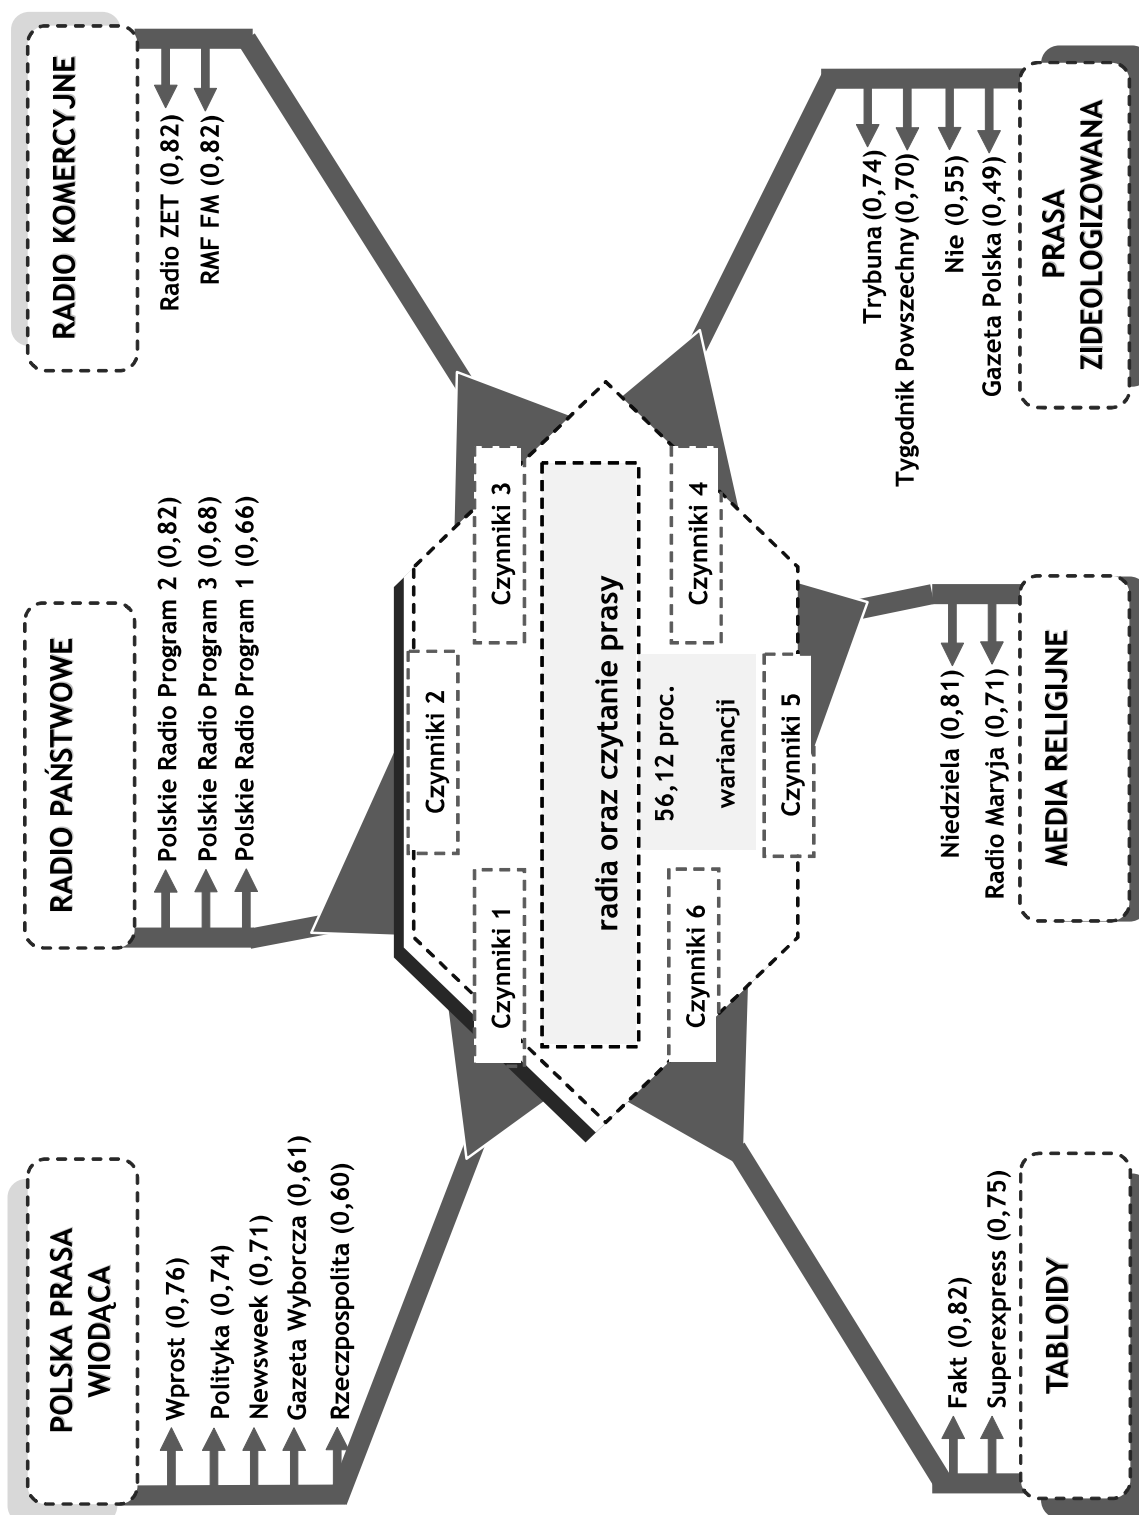 POLSKA PRASA
WIODĄCA
Wprost (0,76)
Polityka (0,74)
Newsweek (0,71)
Gazeta Wyborcza (0,61)
Rzeczpospolita (0,60)
RADIO PAŃSTWOWE
Polskie Radio Program 2 (0,82)
Polskie Radio Program 3 (0,68)
Polskie Radio Program 1 (0,66)
RADIO KOMERCYJNE
Radio ZET (0,82)
RMF FM (0,82)
Czynniki 1
Czynniki 2
Czynniki 3
radia oraz czytanie prasy
56,12 proc.
wariancji
Czynniki 6
Czynniki 5
Czynniki 4
Fakt (0,82)
Superexpress (0,75)
TABLOIDY
Niedziela (0,81)
Radio Maryja (0,71)
MEDIA RELIGIJNE
Trybuna (0,74)
Tygodnik Powszechny (0,70)
Nie (0,55)
Gazeta Polska (0,49)
PRASA
ZIDEOLOGIZOWANA